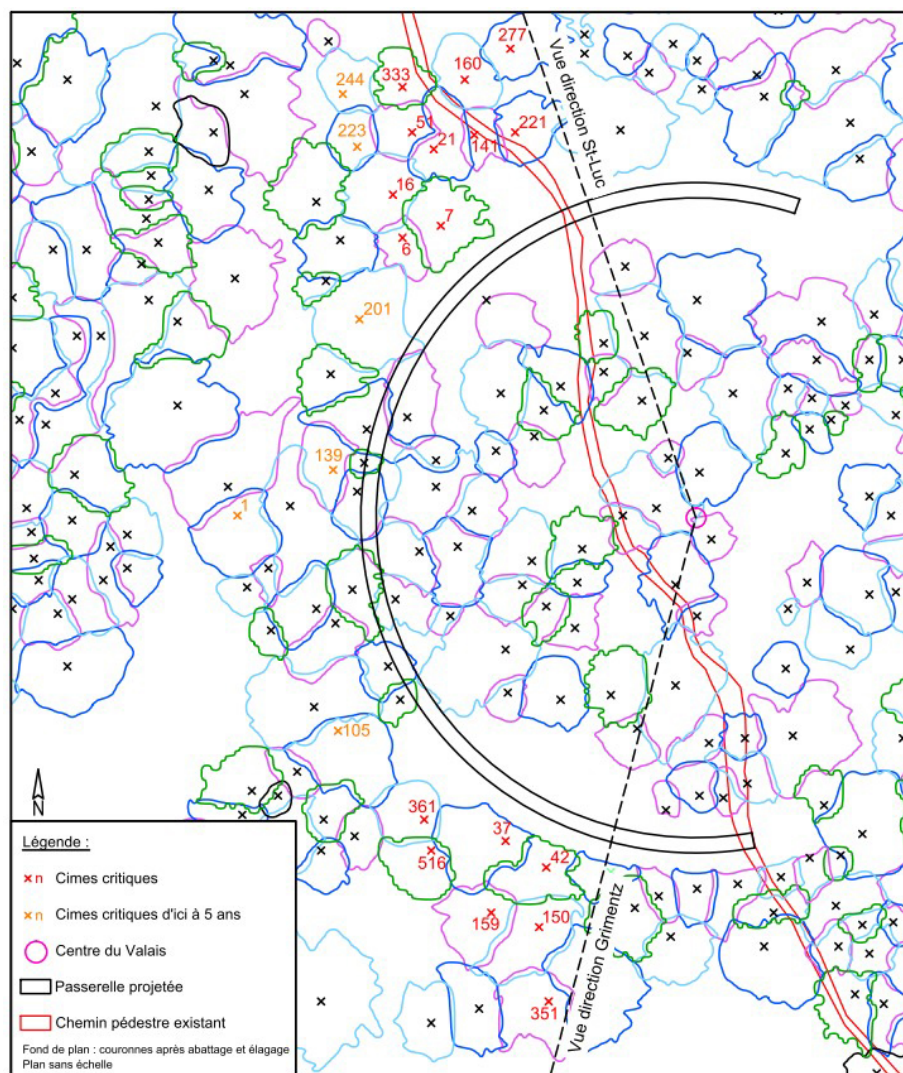 277
244
333
160
223
51
21
141
221
Vue direction St-Luc
16
7
6
201
139
1
105
361
37
516
42
159
150
351
Vue direction Grimentz
N
Légende :
n Cimes critiques
n Cimes critiques d'ici à 5 ans
Centre du Valais
Passerelle projetée
Chemin pédestre existant
Fond de plan : couronnes après abattage et élagage
Plan sans échelle